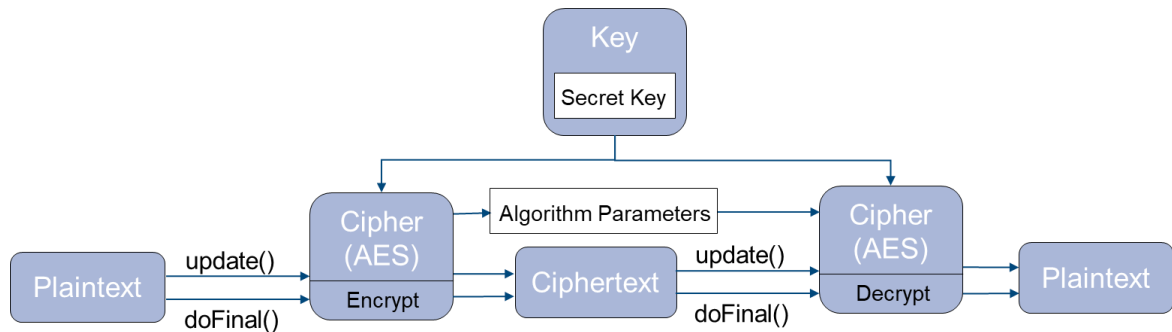 Key
Secret Key
Cipher
(AES)
Encrypt
Algorithm Parameters
Cipher
(AES)
Decrypt
Plaintext
update()
doFinal()
Ciphertext
update()
doFinal()
Plaintext